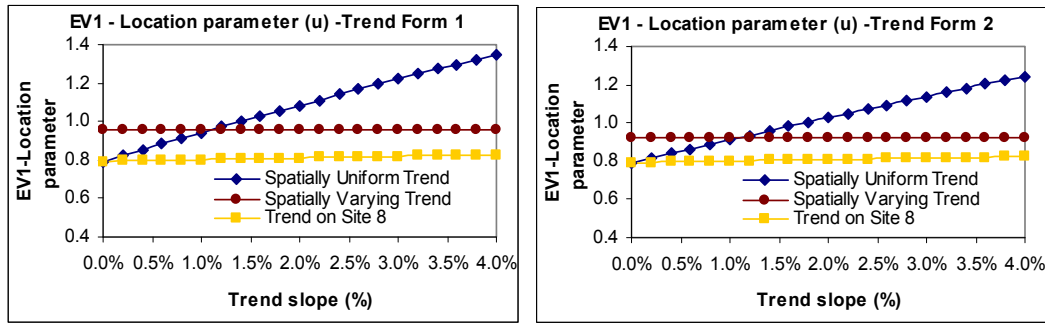 EV1 - Location parameter (u) -Trend Form 1
1.4
1.2
1.0
0.8
0.6
0.4
EV1-Location
parameter
Spatially Uniform Trend
Spatially Varying Trend
Trend on Site 8
0.0% 0.5% 1.0% 1.5% 2.0% 2.5% 3.0% 3.5% 4.0%
Trend slope (%)
EV1 - Location parameter (u) -Trend Form 2
1.4
1.2
1.0
0.8
0.6
0.4
EV1-Location
parameter
Spatially Uniform Trend
Spatially Varying Trend
Trend on Site 8
0.0% 0.5% 1.0% 1.5% 2.0% 2.5% 3.0% 3.5% 4.0%
Trend slope (%)